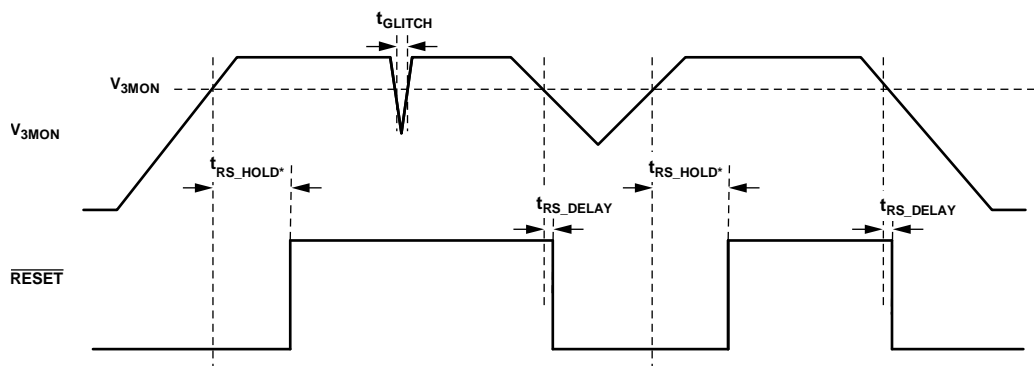 tGLITCH
V3MON
V3MON
tRS_HOLD*
tRS_HOLD*
tRS_DELAY
tRS_DELAY
RESET